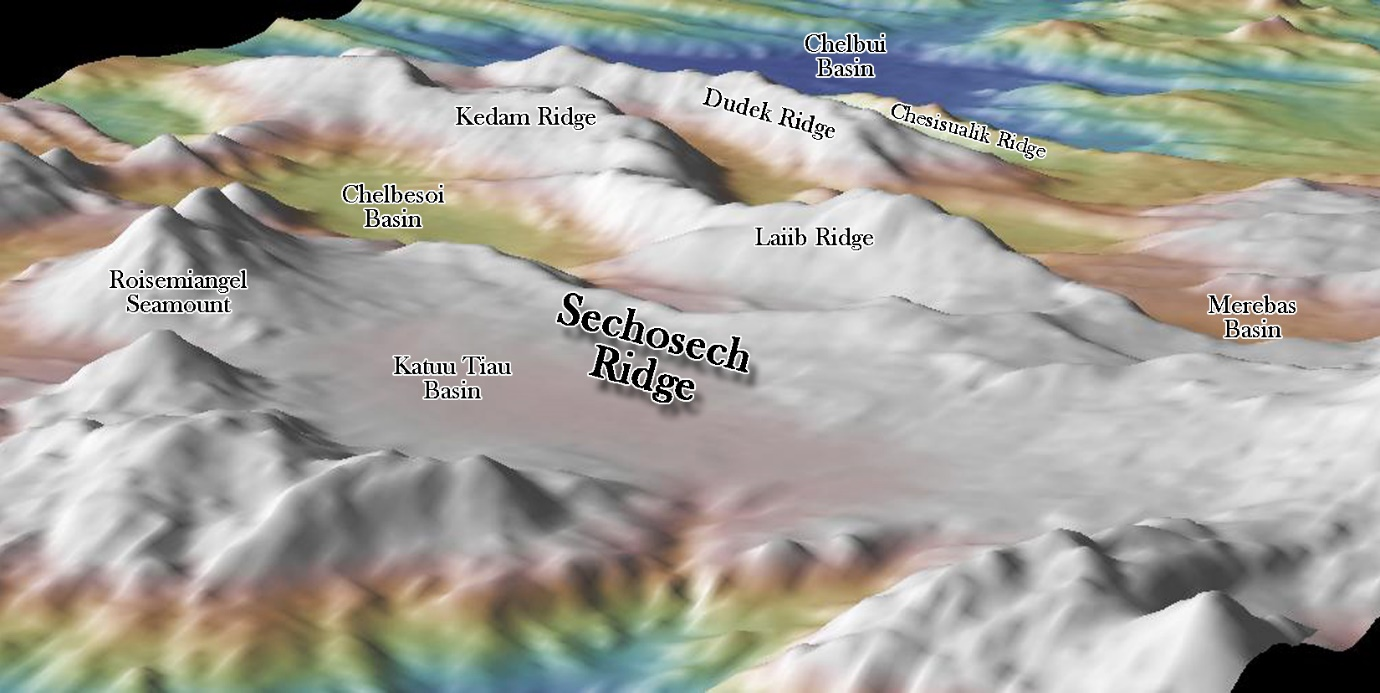 Chelbui
Basin
Dudek Ridge
Chesisualik Ridge
Kedam Ridge
Chelbesoi
Basin
Laiib Ridge
Roisemiangel
Seamount
Sechosech
Ridge
Merebas
Basin
Katuu Tiau
Basin